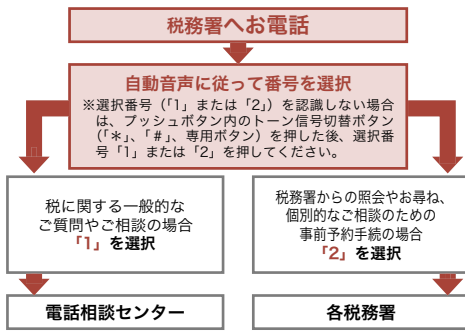 税務署へお電話
自動音声に従って番号を選択
※選択番号（「1」または「2」）を認識しない場合
は、プッシュボタン内のトーン信号切替ボタン
（「＊」、「＃」、専用ボタン）を押した後、選択番
号「1」または「2」を押してください。
税に関する一般的な
ご質問やご相談の場合
「1」を選択
税務署からの照会やお尋ね、
個別的なご相談のための
事前予約手続の場合
「2」を選択
電話相談センター
各税務署